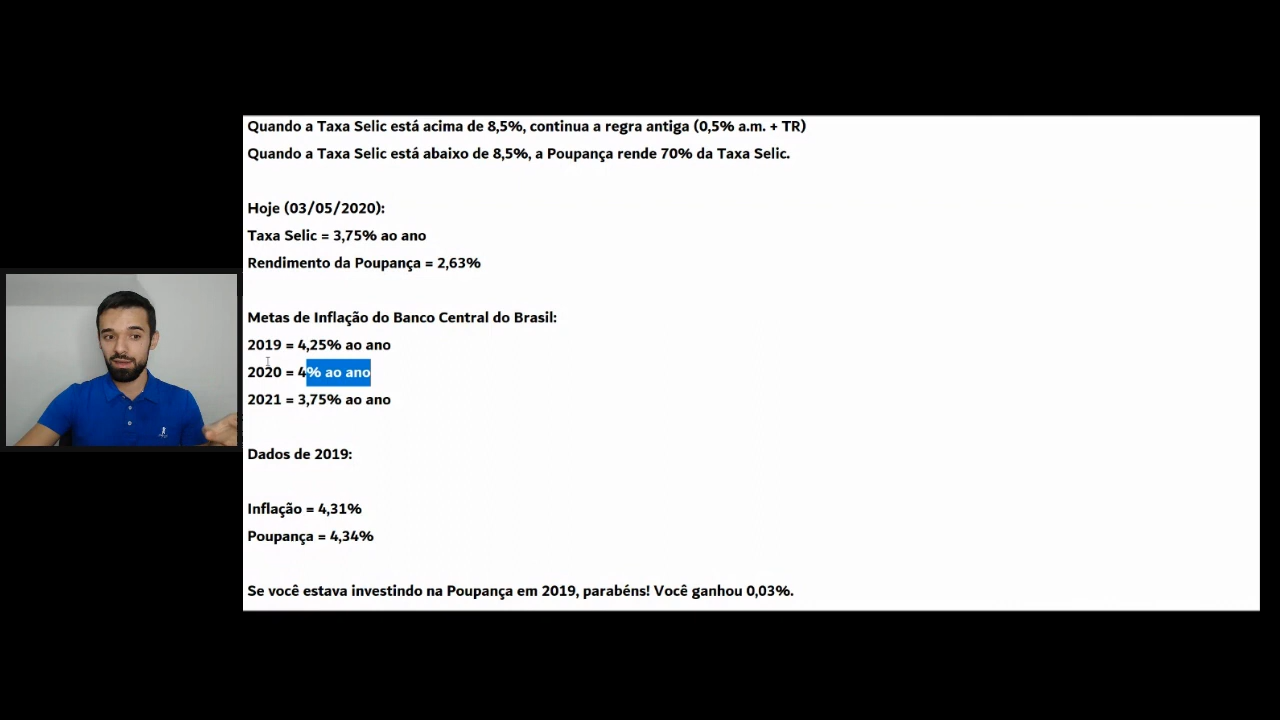 Quando a Taxa Selic está acima de 8,5%, continua a regra antiga (0,5% a.m. + TR)
Quando a Taxa Selic está abaixo de 8,5%, a Poupança rende 70% da Taxa Selic.
Hoje (03/05/2020):
Taxa Selic = 3,75% ao ano
Rendimento da Poupança = 2,63%
Metas de Inflação do Banco Central do Brasil:
2019 = 4,25% ao ano
2020 = 4% ao ano
2021 = 3,75% ao ano
Dados de 2019:
Inflação = 4,31%
Poupança = 4,34%
Se você estava investindo na Poupança em 2019, parabéns! Você ganhou 0,03%.